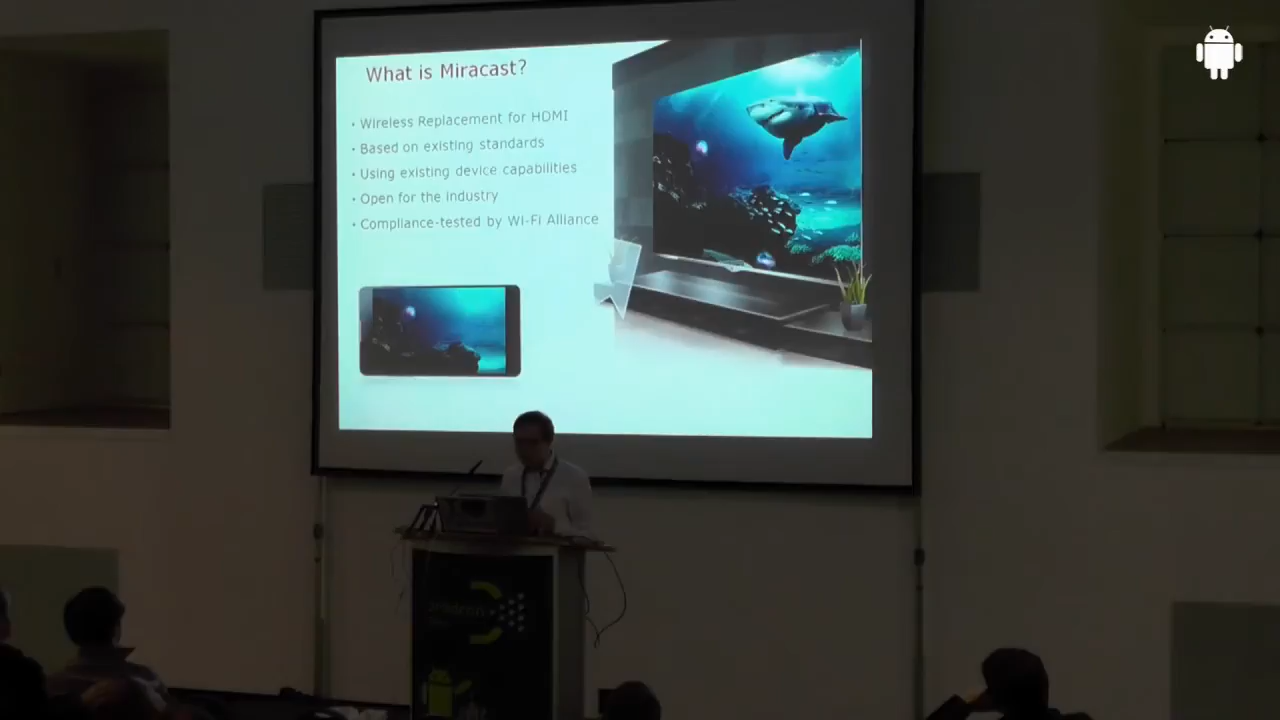 What is Miracast?
• Wireless Replacement for HDMI
• Based on existing standards
• Using existing device capabilities
• Open for the industry
• Compliance-tested by Wi-Fi Alliance